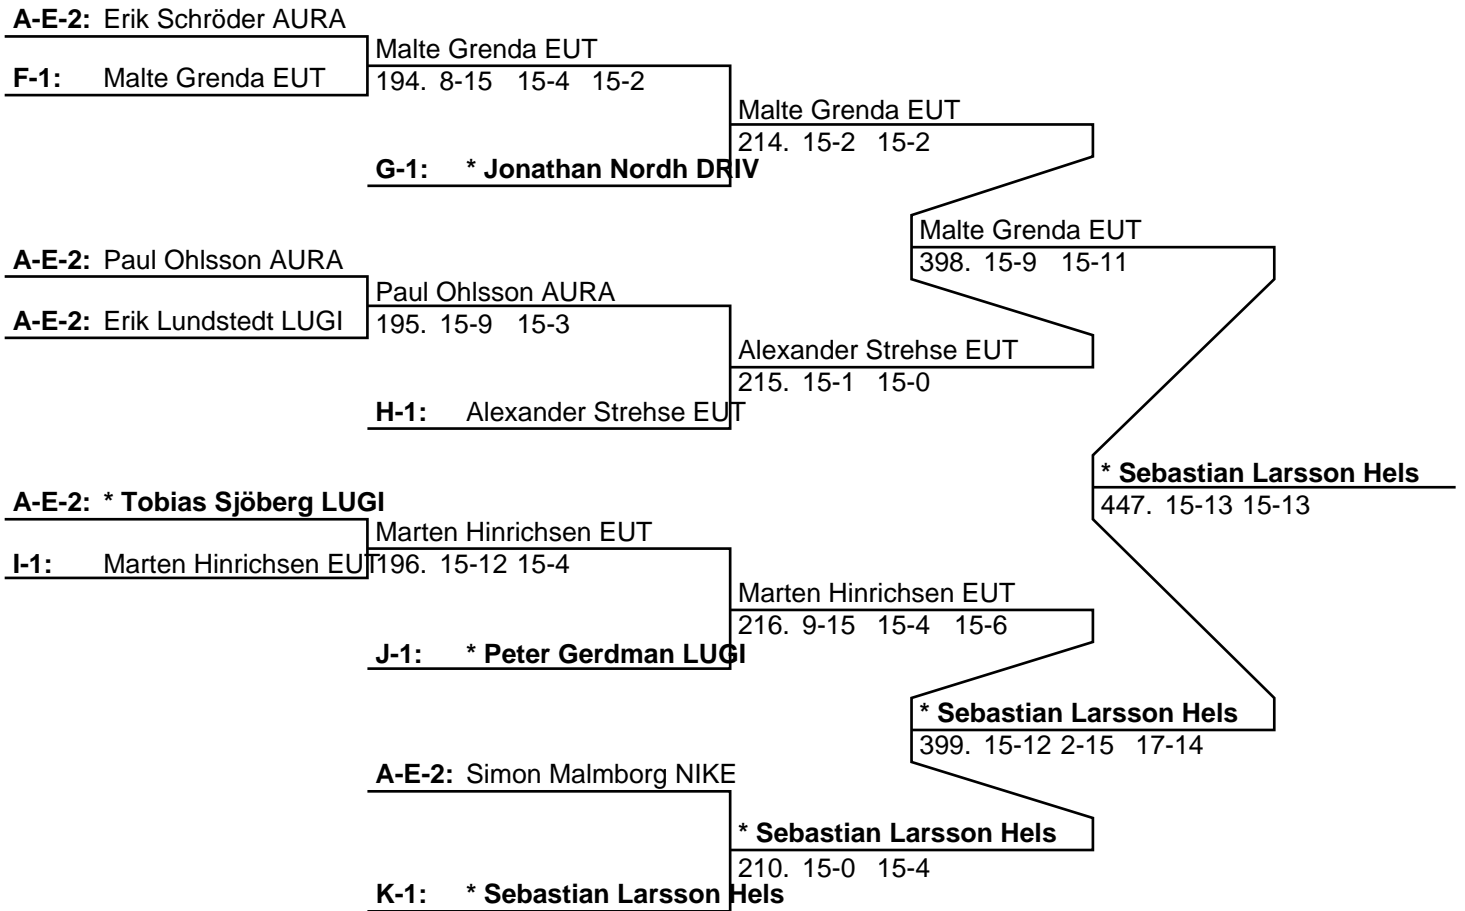 A-E-2: Erik Schröder AURA
Malte Grenda EUT
F-1: Malte Grenda EUT
194. 8-15 15-4 15-2
Malte Grenda EUT
214. 15-2 15-2
G-1: * Jonathan Nordh DRIV
Malte Grenda EUT
398. 15-9 15-11
A-E-2: Paul Ohlsson AURA
Paul Ohlsson AURA
A-E-2: Erik Lundstedt LUGI
195. 15-9 15-3
Alexander Strehse EUT
215. 15-1 15-0
H-1: Alexander Strehse EUT
* Sebastian Larsson Hels
447. 15-13 15-13
A-E-2: * Tobias Sjöberg LUGI
Marten Hinrichsen EUT
I-1: Marten Hinrichsen EUT
196. 15-12 15-4
Marten Hinrichsen EUT
216. 9-15 15-4 15-6
J-1: * Peter Gerdman LUGI
* Sebastian Larsson Hels
399. 15-12 2-15 17-14
A-E-2: Simon Malmborg NIKE
* Sebastian Larsson Hels
210. 15-0 15-4
K-1: * Sebastian Larsson Hels